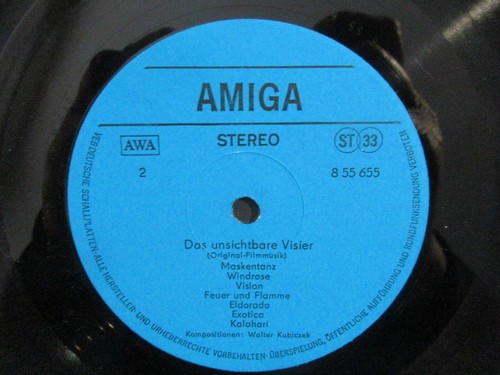 AMIGA
AWA
STEREO
ST 33
2
8 55 655
Das unsichtbare Visier
(Original-Filmmusik)
Maskentanz
Windrose
Vision
Feuer und Flamme
Eldorado
Exotica
Kalahari
Kompositionen: Walter Kubiczek
VEB DEUTSCHE SCHALLPLATTEN · ALLE HERSTELLER- UND URHEBERRECHTE VORBEHALTEN · ÜBERSPIELUNG, ÖFFENTLICHE AUFFÜHRUNG UND RUNDFUNKSENDUNG VERBOTEN